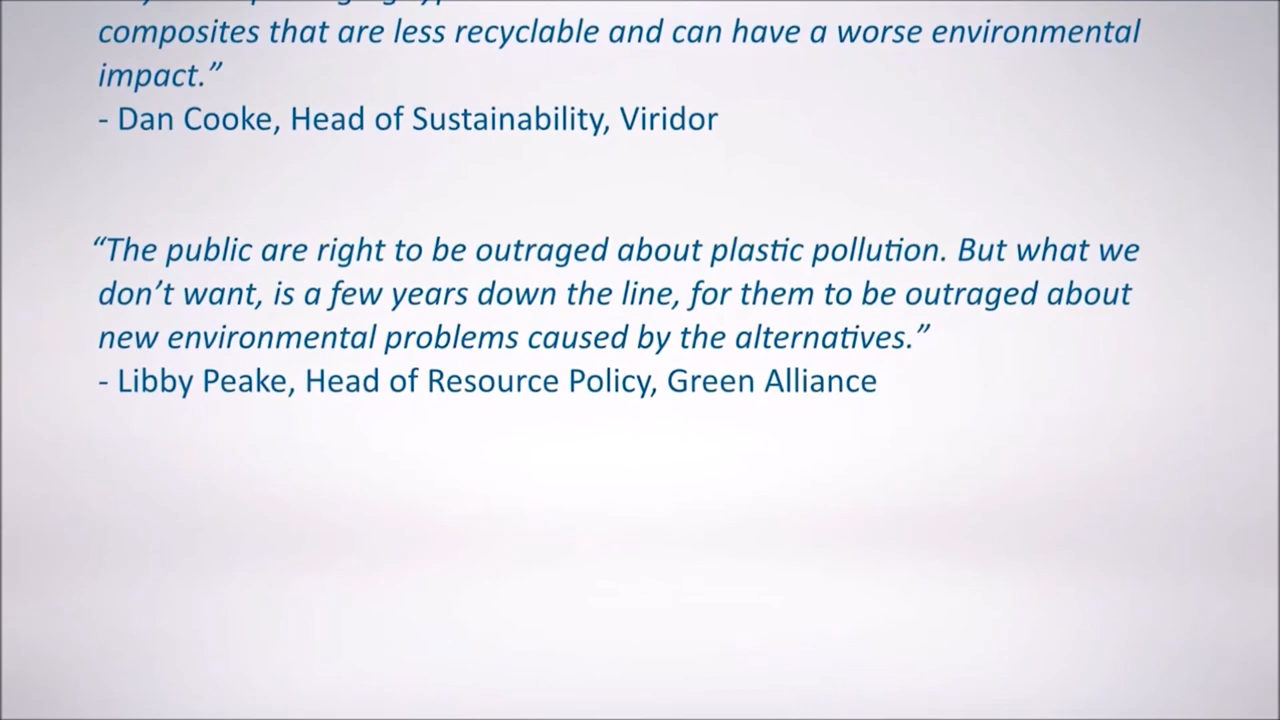 composites that are less recyclable and can have a worse environmental
impact.”
- Dan Cooke, Head of Sustainability, Viridor
“The public are right to be outraged about plastic pollution. But what we
don’t want, is a few years down the line, for them to be outraged about
new environmental problems caused by the alternatives.”
- Libby Peake, Head of Resource Policy, Green Alliance